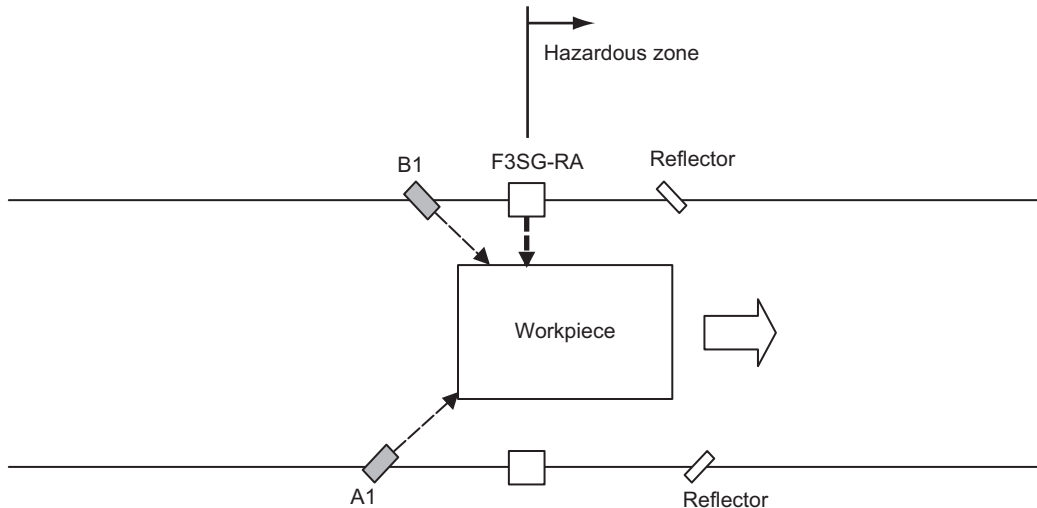 Hazardous zone
B1
F3SG-RA
Reflector
Workpiece
A1
Reflector